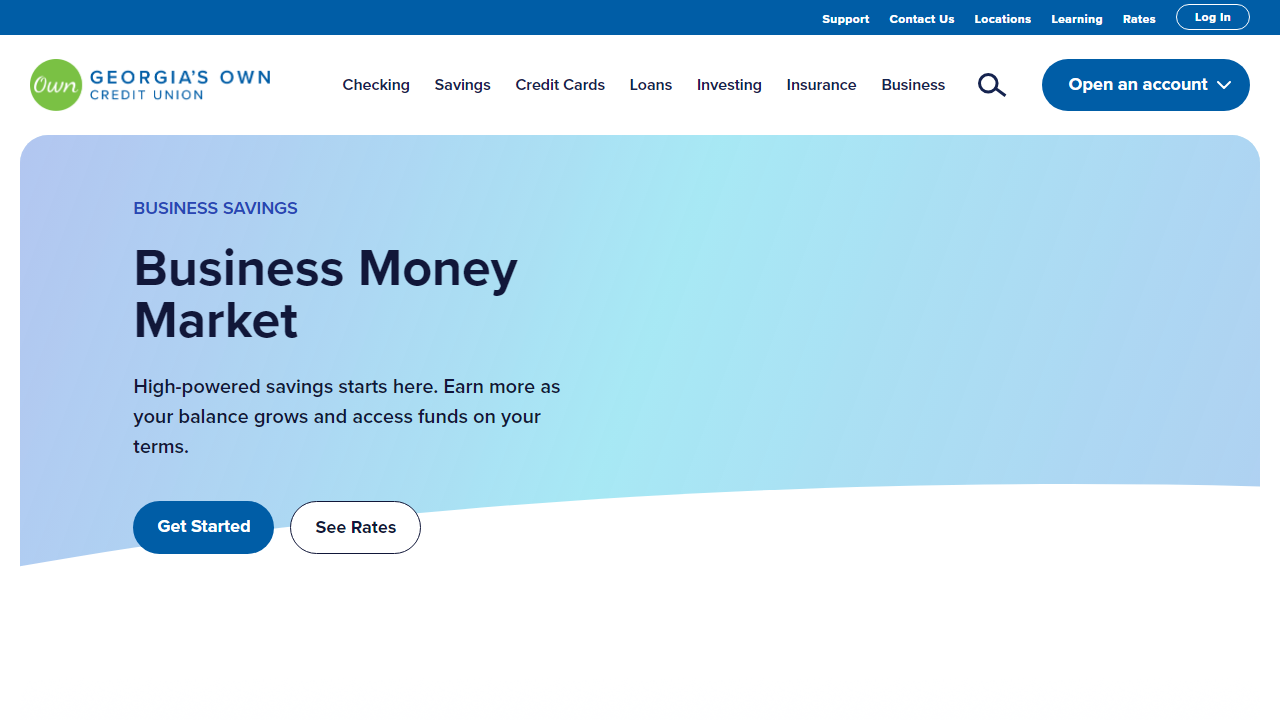 Support Contact Us Locations Learning Rates Log In
Own GEORGIA'S OWN
CREDIT UNION
Checking Savings Credit Cards Loans Investing Insurance Business Open an account
BUSINESS SAVINGS
Business Money
Market
High-powered savings starts here. Earn more as
your balance grows and access funds on your
terms.
Get Started See Rates